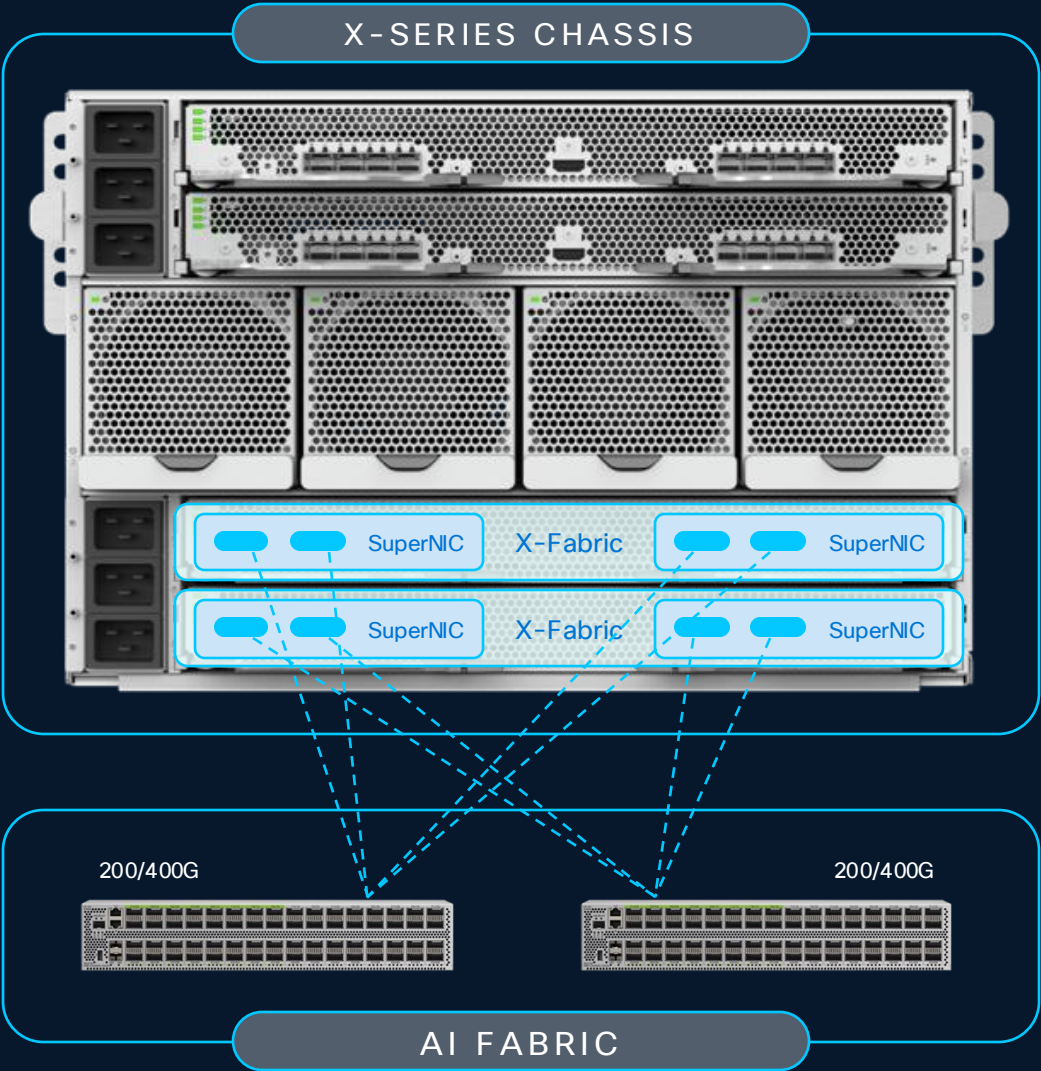 X-SERIES CHASSIS
SuperNIC X-Fabric SuperNIC
SuperNIC X-Fabric SuperNIC
200/400G 200/400G
AI FABRIC